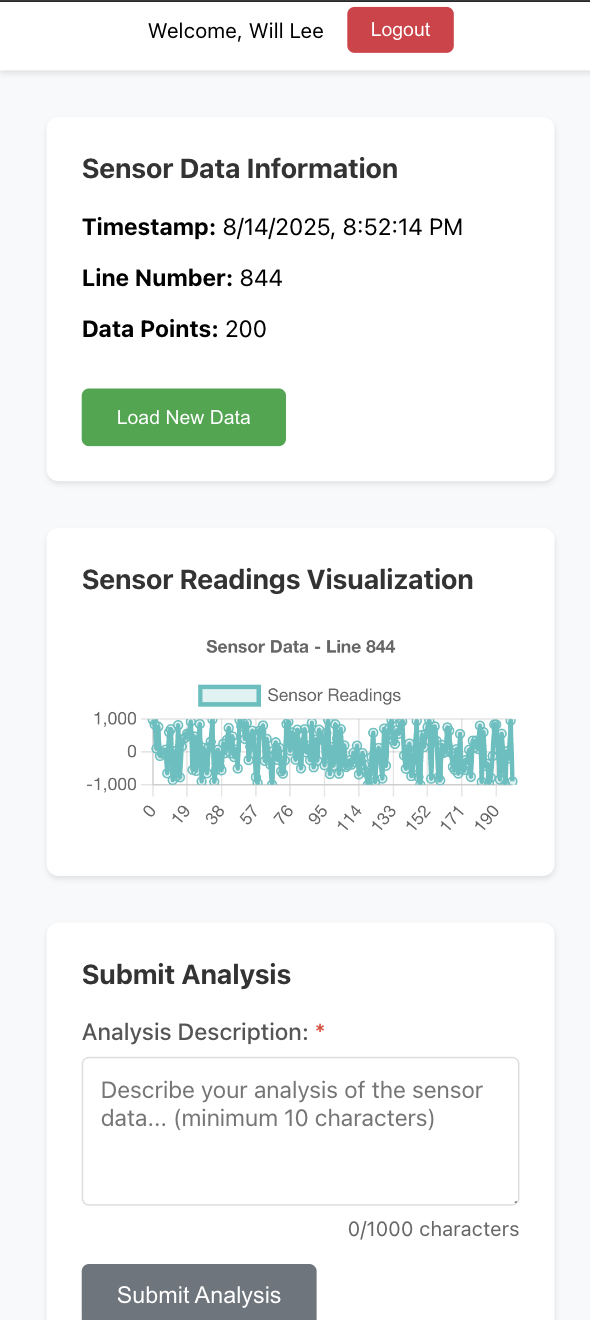 Welcome, Will Lee
Logout
Sensor Data Information
Timestamp: 8/14/2025, 8:52:14 PM
Line Number: 844
Data Points: 200
Load New Data
Sensor Readings Visualization
Sensor Data - Line 844
Sensor Readings
1,000
0
-1,000
0 19 38 57 76 95 114 133 152 171 190
Submit Analysis
Analysis Description: *
Describe your analysis of the sensor
data... (minimum 10 characters)
0/1000 characters
Submit Analysis